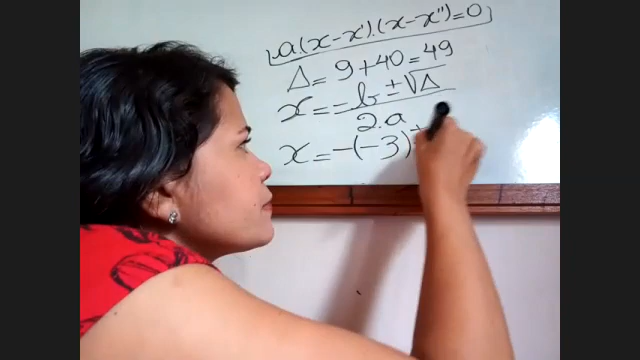 a.(x-x').(x-x'')=0
Δ=9+40=49
x=-b±√Δ
2.a
x=-(-3)±